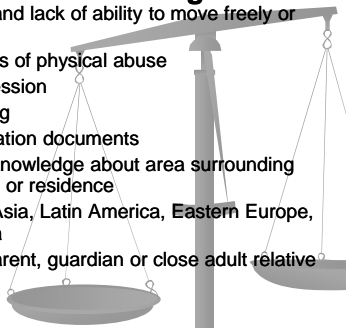 and lack of ability to move freely or
s of physical abuse
ession
g
ation documents
nowledge about area surrounding
or residence
Asia, Latin America, Eastern Europe,
arent, guardian or close adult relative